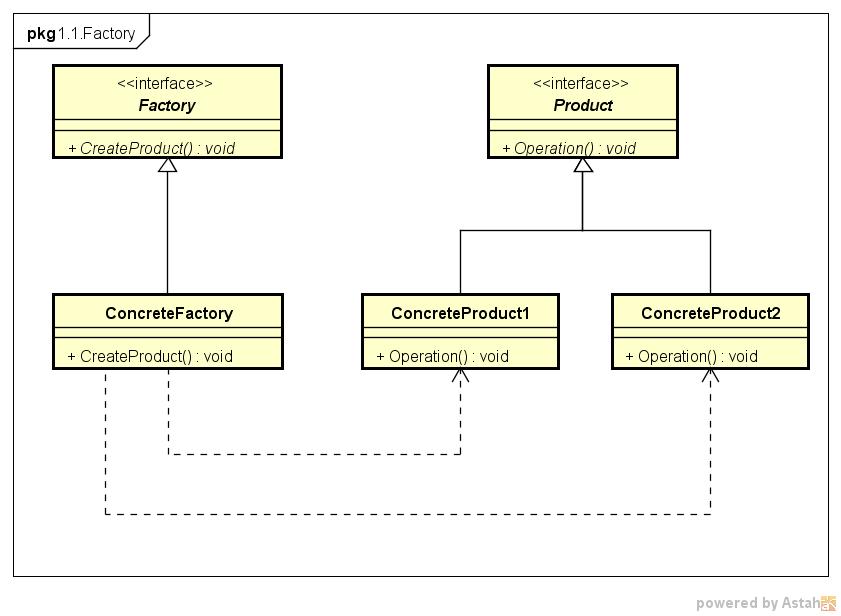 pkg 1.1.Factory
<<interface>>
Factory
+ CreateProduct() : void
<<interface>>
Product
+ Operation() : void
ConcreteFactory
+ CreateProduct() : void
ConcreteProduct1
+ Operation() : void
ConcreteProduct2
+ Operation() : void
powered by Astah